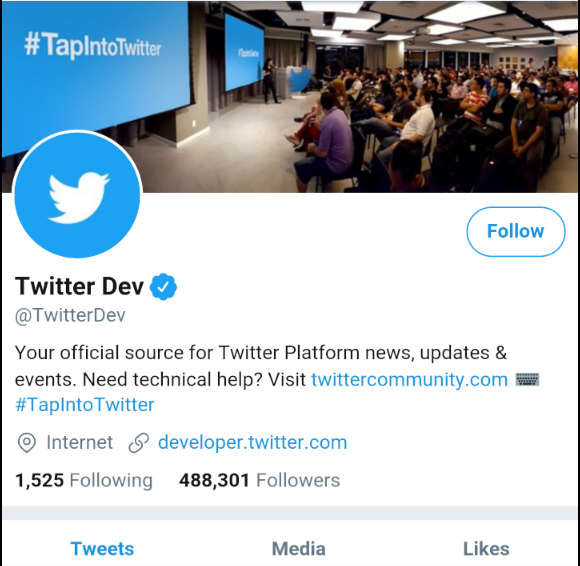 #TapIntoTwitter
#TapIntoTwitter
Follow
Twitter Dev
@TwitterDev
Your official source for Twitter Platform news, updates &
events. Need technical help? Visit twittercommunity.com ⌨
#TapIntoTwitter
Internet developer.twitter.com
1,525 Following 488,301 Followers
Tweets Media Likes